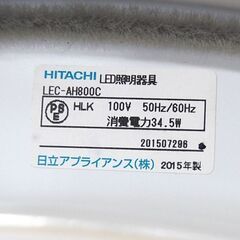 HITACHI LED照明器具
LEC-AH800C
PS E HLK 100V 50Hz/60Hz
消費電力34.5W
201507296
日立アプライアンス(株) 2015年製